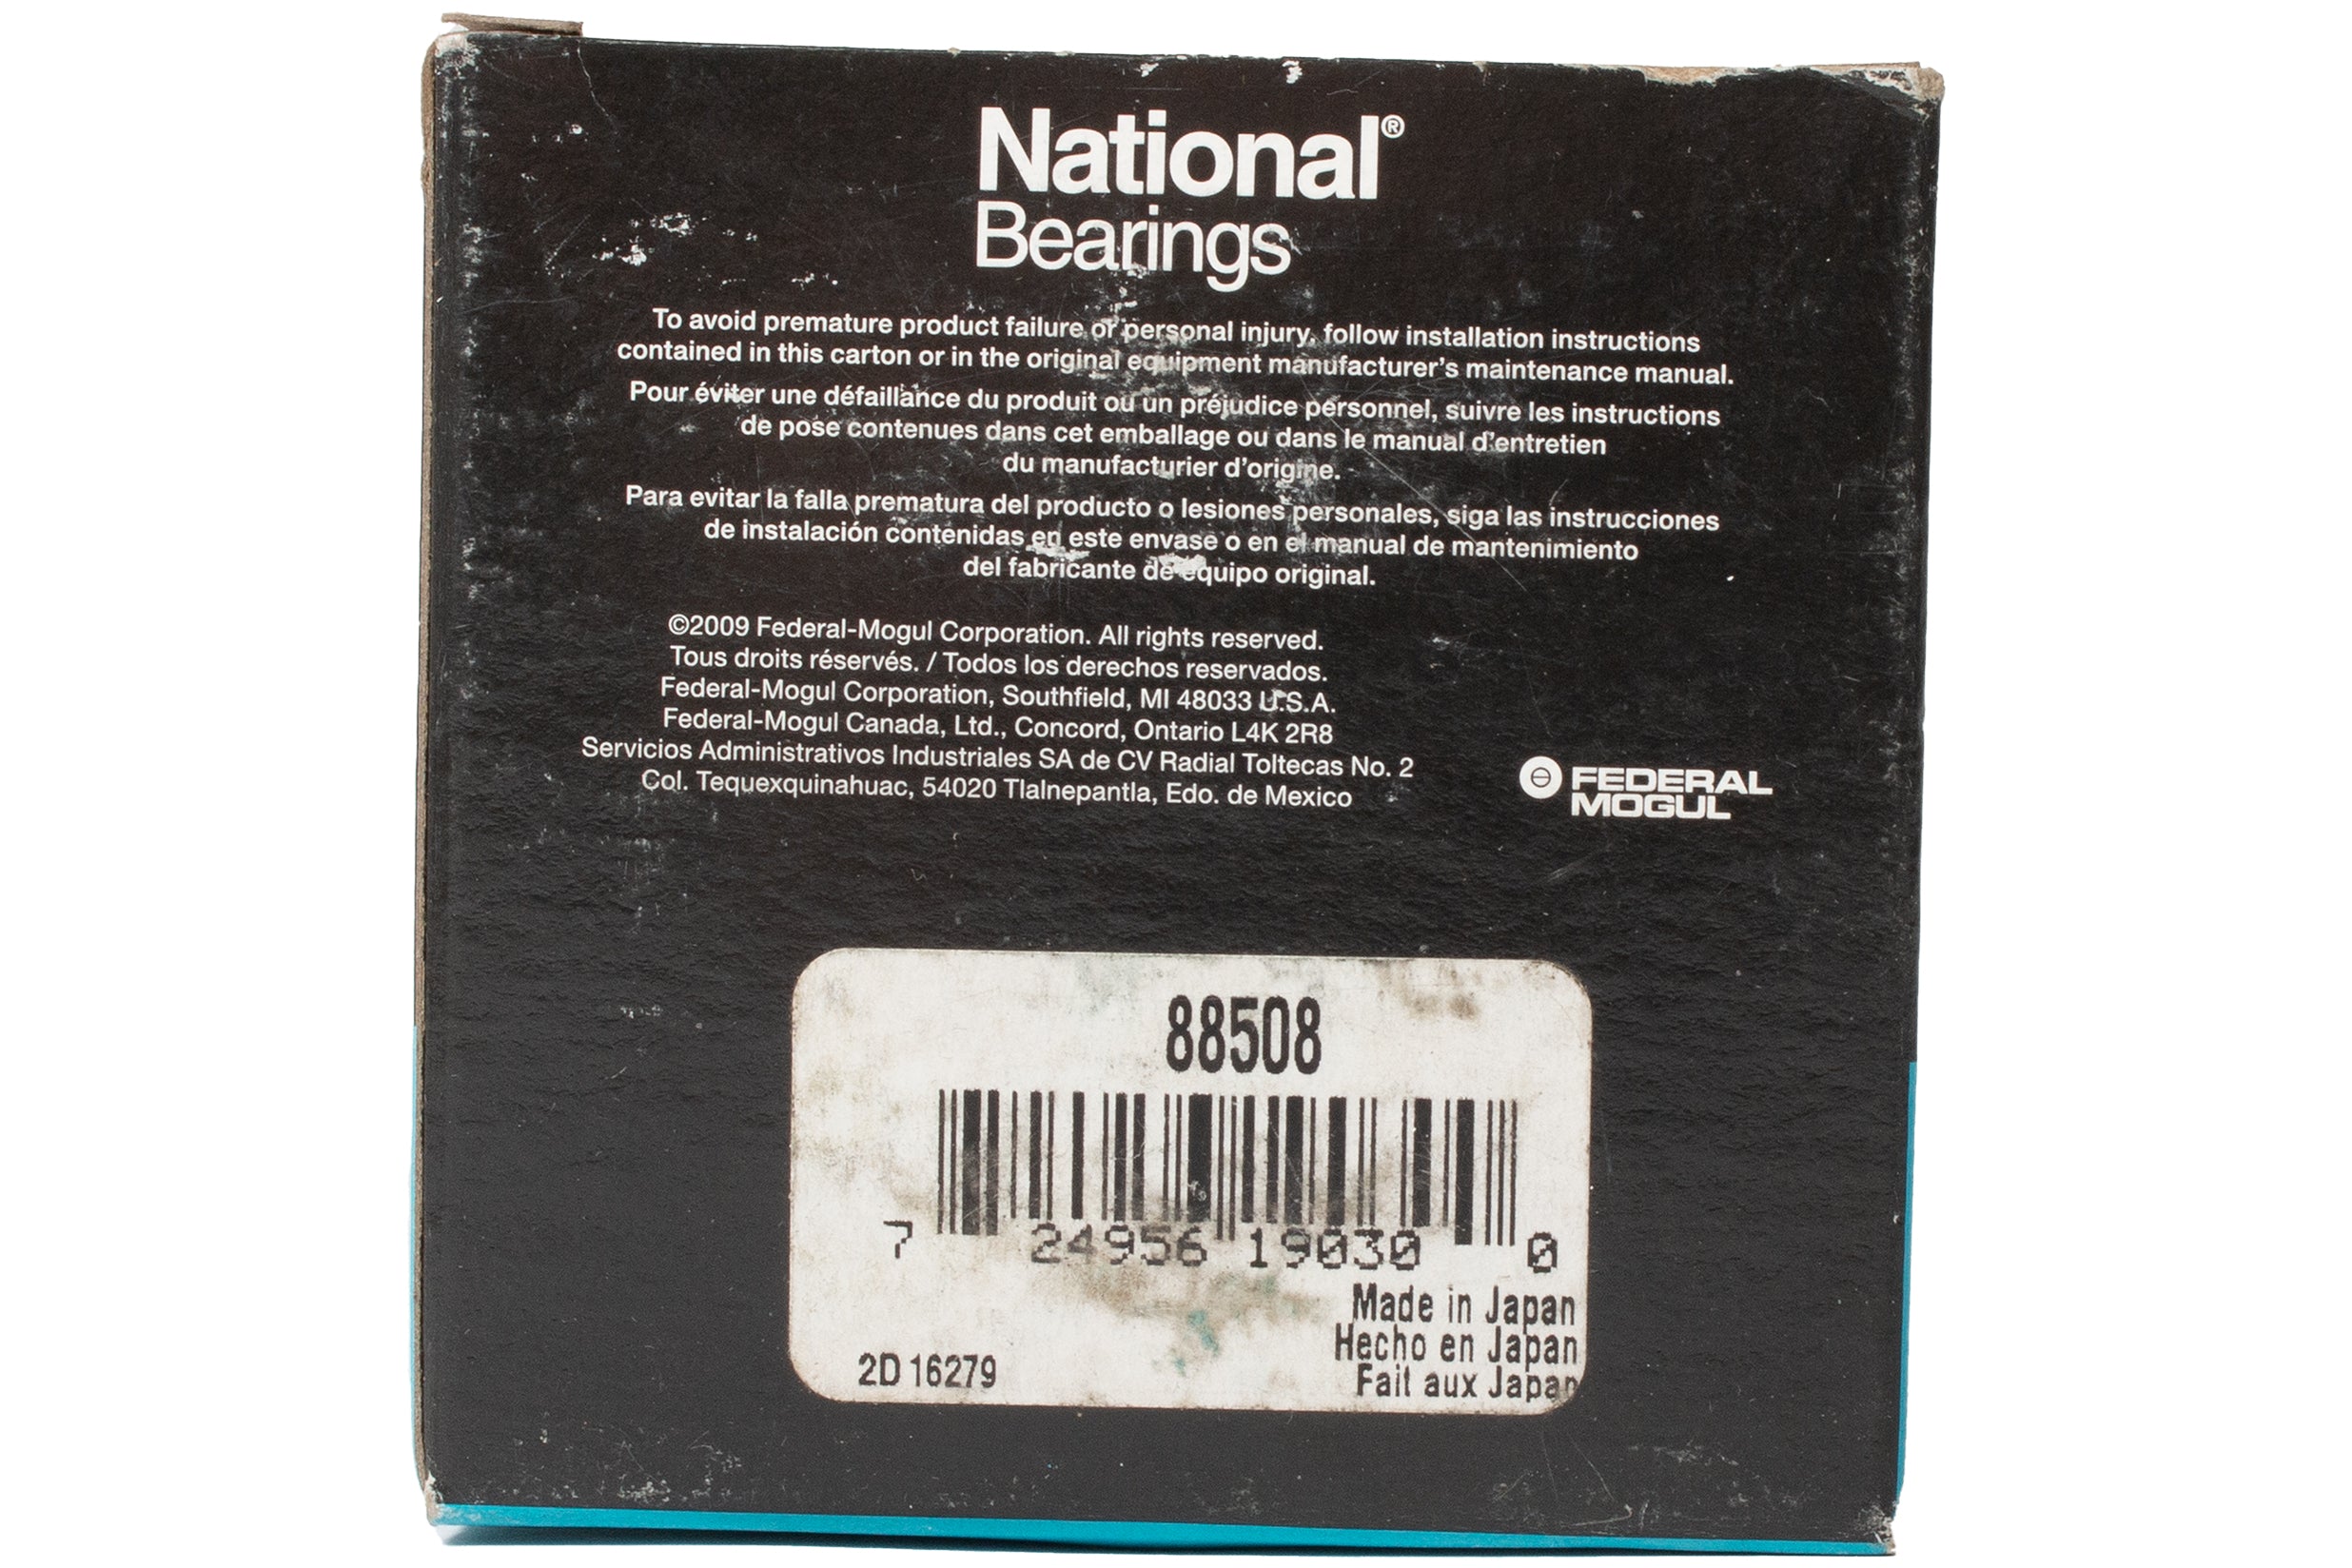 National®
Bearings
To avoid premature product failure or personal injury, follow installation instructions
contained in this carton or in the original equipment manufacturer's maintenance manual.
Pour éviter une défaillance du produit ou un préjudice personnel, suivre les instructions
de pose contenues dans cet emballage ou dans le manual d'entretien
du manufacturier d'origine.
Para evitar la falla prematura del producto o lesiones personales, siga las instrucciones
de instalación contenidas en este envase o en el manual de mantenimiento
del fabricante de equipo original.
©2009 Federal-Mogul Corporation. All rights reserved.
Tous droits réservés. / Todos los derechos reservados.
Federal-Mogul Corporation, Southfield, MI 48033 U.S.A.
Federal-Mogul Canada, Ltd., Concord, Ontario L4K 2R8
Servicios Administrativos Industriales SA de CV Radial Toltecas No. 2
Col. Tequexquinahuac, 54020 Tlalnepantla, Edo. de Mexico
FEDERAL
MOGUL
88508
7 24956 19030 0
Made in Japan
Hecho en Japan
Fait aux Japan
2D 16279